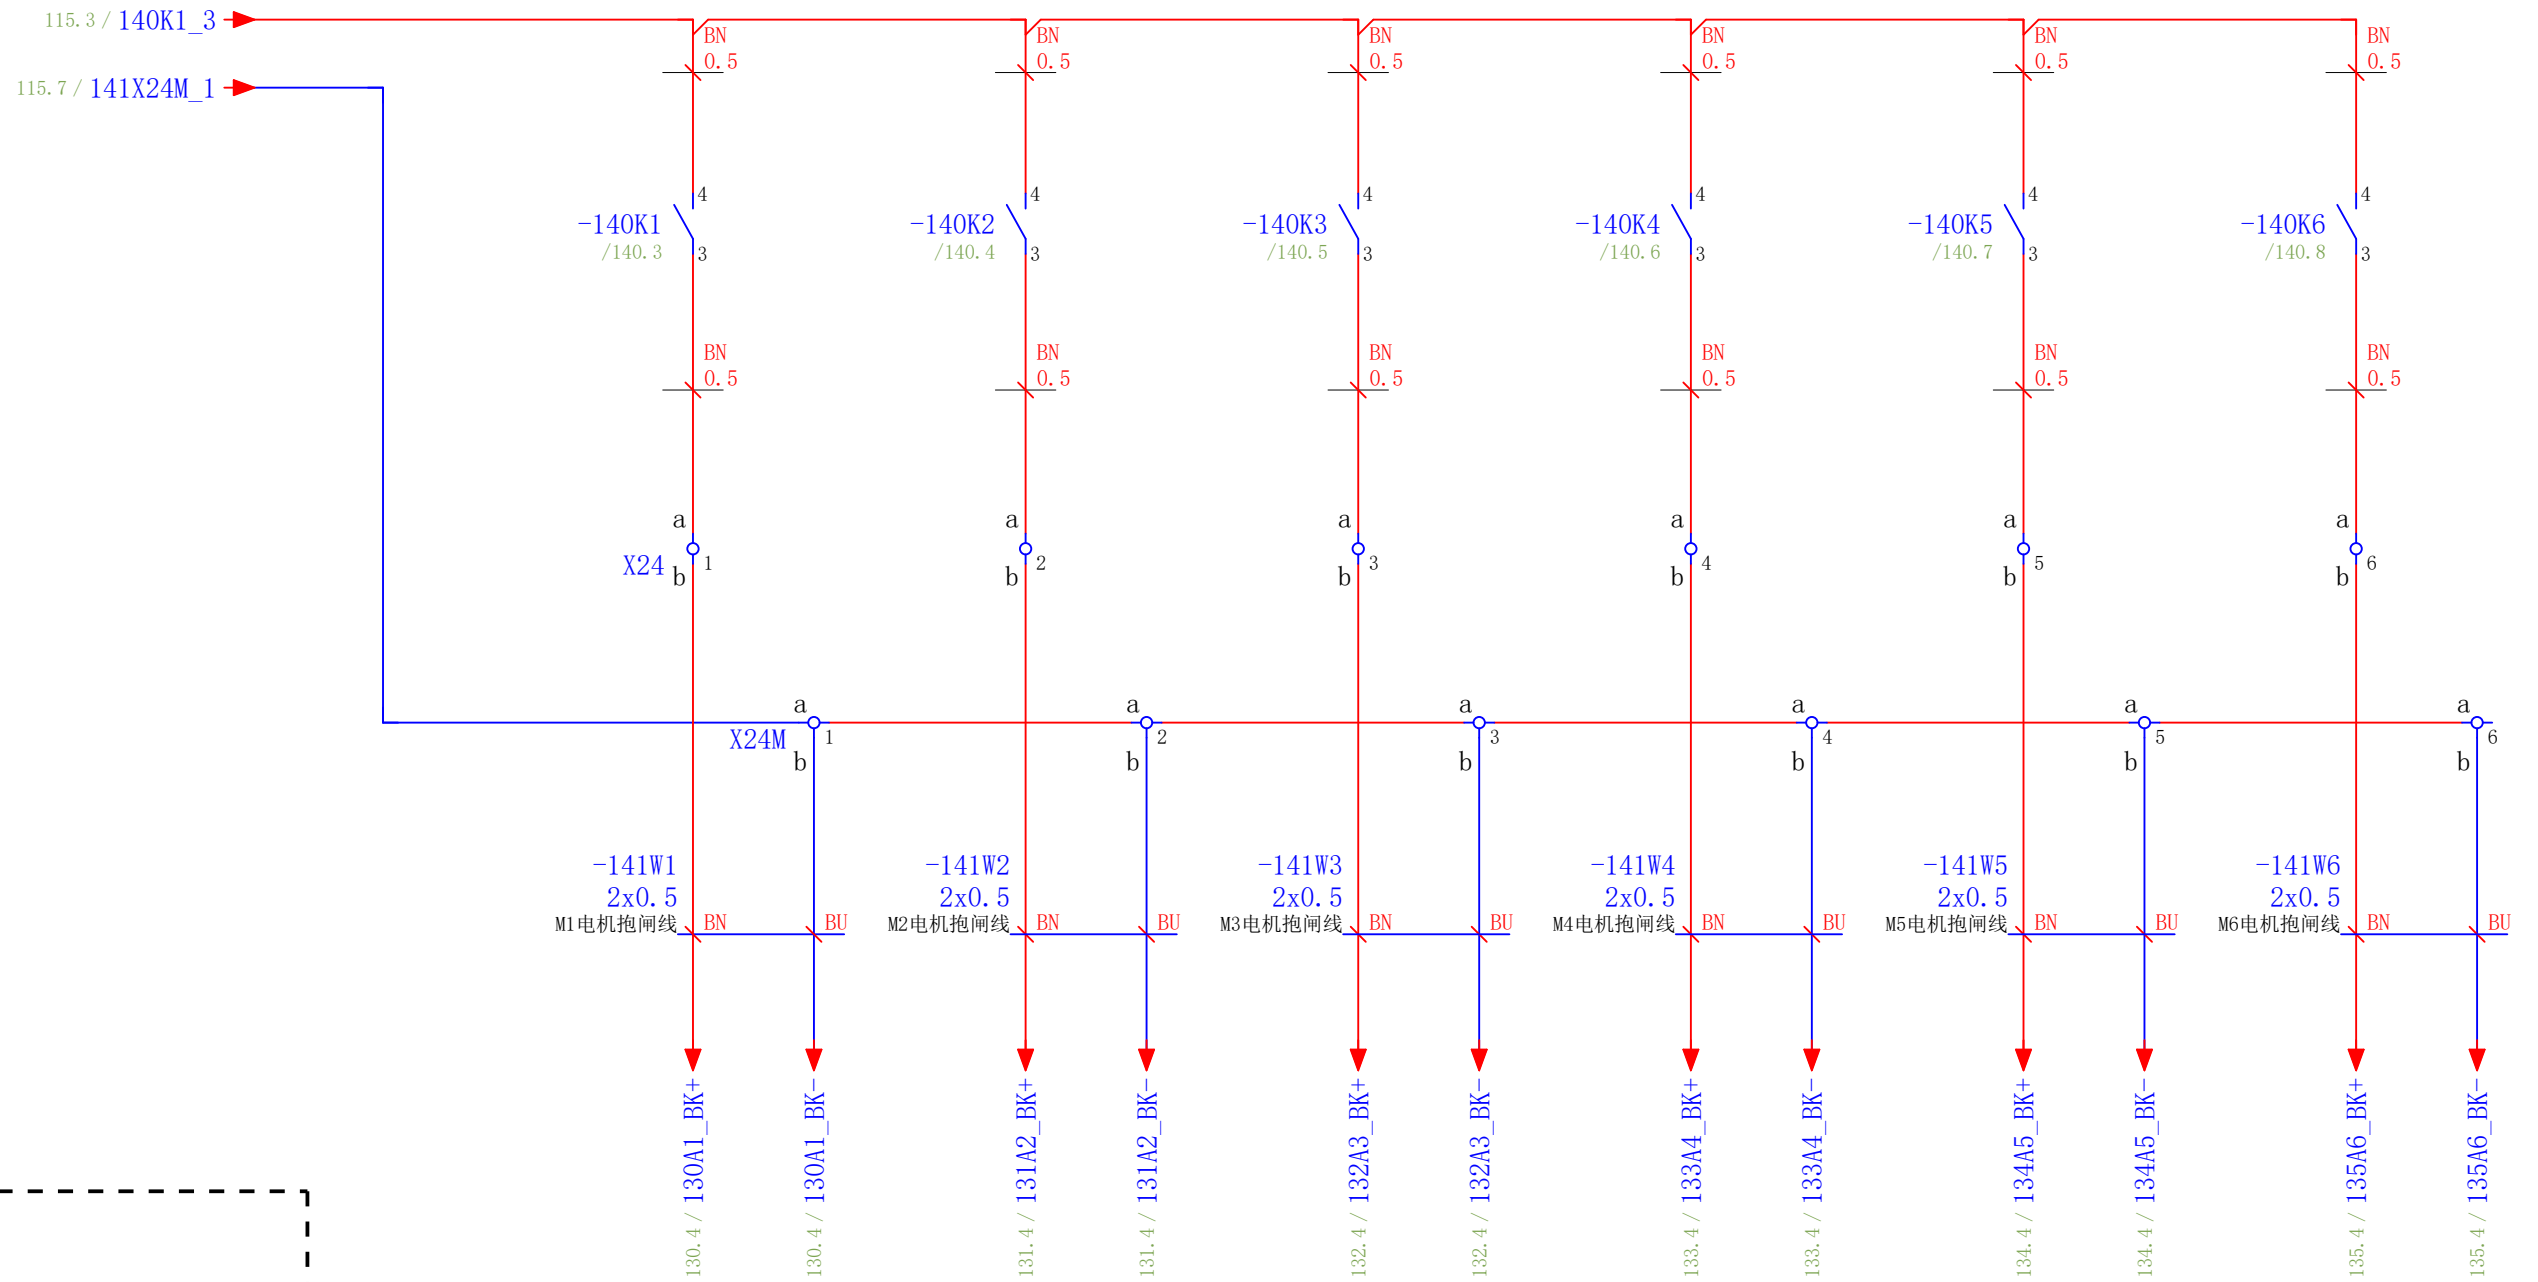 115.3 / 140K1_3
BN BN BN BN BN BN
0.5 0.5 0.5 0.5 0.5 0.5
115.7 / 141X24M_1
4 4 4 4 4 4
-140K1 -140K2 -140K3 -140K4 -140K5 -140K6
/140.3 3 /140.4 3 /140.5 3 /140.6 3 /140.7 3 /140.8 3
BN BN BN BN BN BN
0.5 0.5 0.5 0.5 0.5 0.5
a a a a a a
X24 1 2 3 4 5 6
b b b b b b
a a a a a a
X24M 1 2 3 4 5 6
b b b b b b
-141W1 -141W2 -141W3 -141W4 -141W5 -141W6
2x0.5 2x0.5 2x0.5 2x0.5 2x0.5 2x0.5
M1电机抱闸线 BN BU M2电机抱闸线 BN BU M3电机抱闸线 BN BU M4电机抱闸线 BN BU M5电机抱闸线 BN BU M6电机抱闸线 BN BU
130.4 / 130A1_BK+
130.4 / 130A1_BK-
131.4 / 131A2_BK+
131.4 / 131A2_BK-
132.4 / 132A3_BK+
132.4 / 132A3_BK-
133.4 / 133A4_BK+
133.4 / 133A4_BK-
134.4 / 134A5_BK+
134.4 / 134A5_BK-
135.4 / 135A6_BK+
135.4 / 135A6_BK-